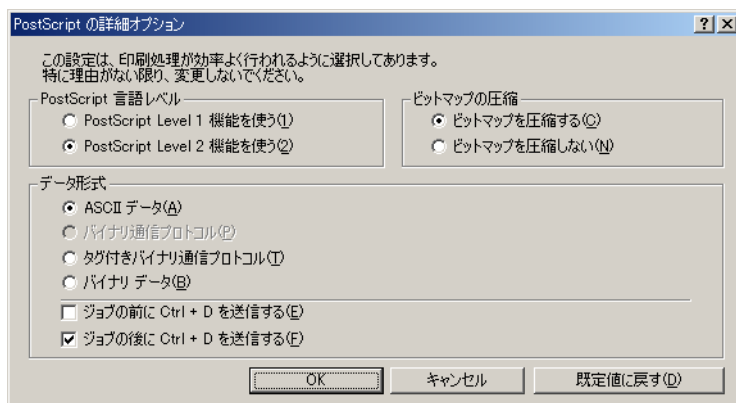 PostScript の詳細オプション
この設定は、印刷処理が効率よく行われるように選択してあります。
特に理由がない限り、変更しないでください。
PostScript 言語レベル
PostScript Level 1 機能を使う(1)
PostScript Level 2 機能を使う(2)
ビットマップの圧縮
ビットマップを圧縮する(C)
ビットマップを圧縮しない(N)
データ形式
ASCII データ(A)
バイナリ通信プロトコル(P)
タグ付きバイナリ通信プロトコル(T)
バイナリ データ(B)
ジョブの前に Ctrl + D を送信する(E)
ジョブの後に Ctrl + D を送信する(F)
OK
キャンセル
既定値に戻す(D)